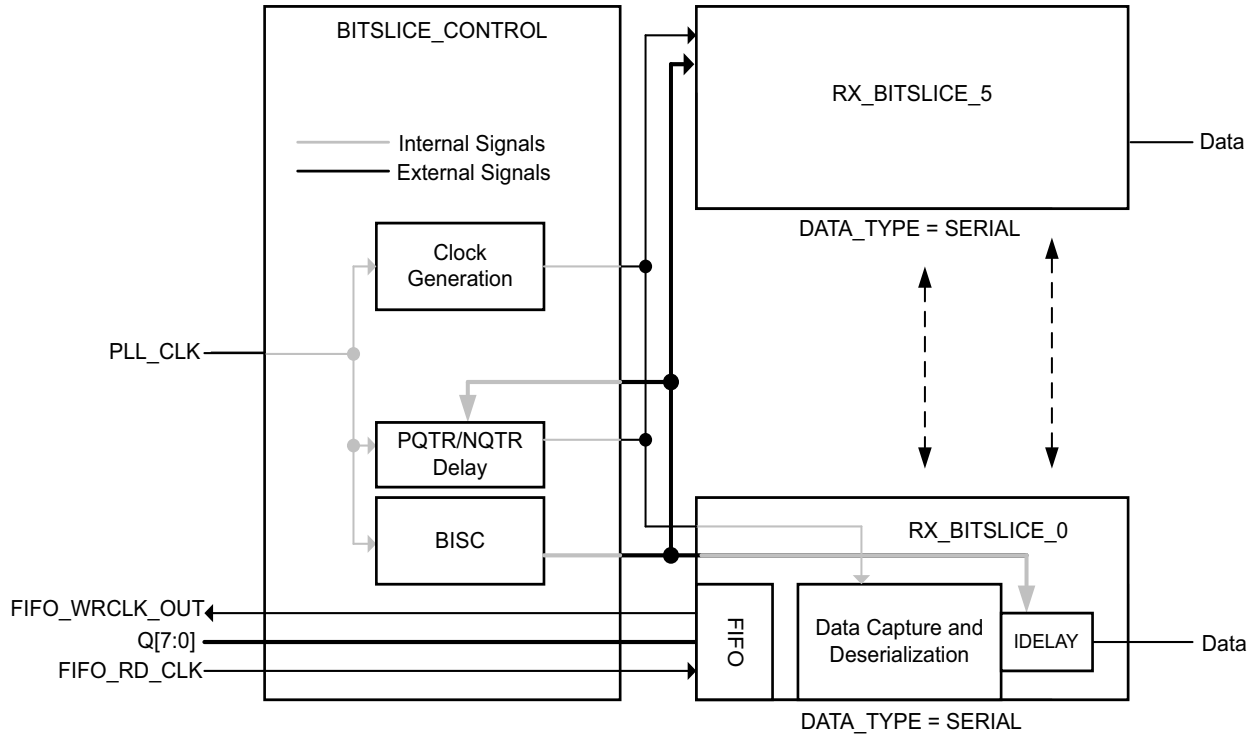 BITSLICE_CONTROL
Internal Signals
External Signals
Clock
Generation
PLL_CLK
PQTR/NQTR
Delay
BISC
FIFO_WRCLK_OUT
Q[7:0]
FIFO_RD_CLK
RX_BITSLICE_5
Data
DATA_TYPE = SERIAL
RX_BITSLICE_0
FIFO
Data Capture and
Deserialization
IDELAY
Data
DATA_TYPE = SERIAL